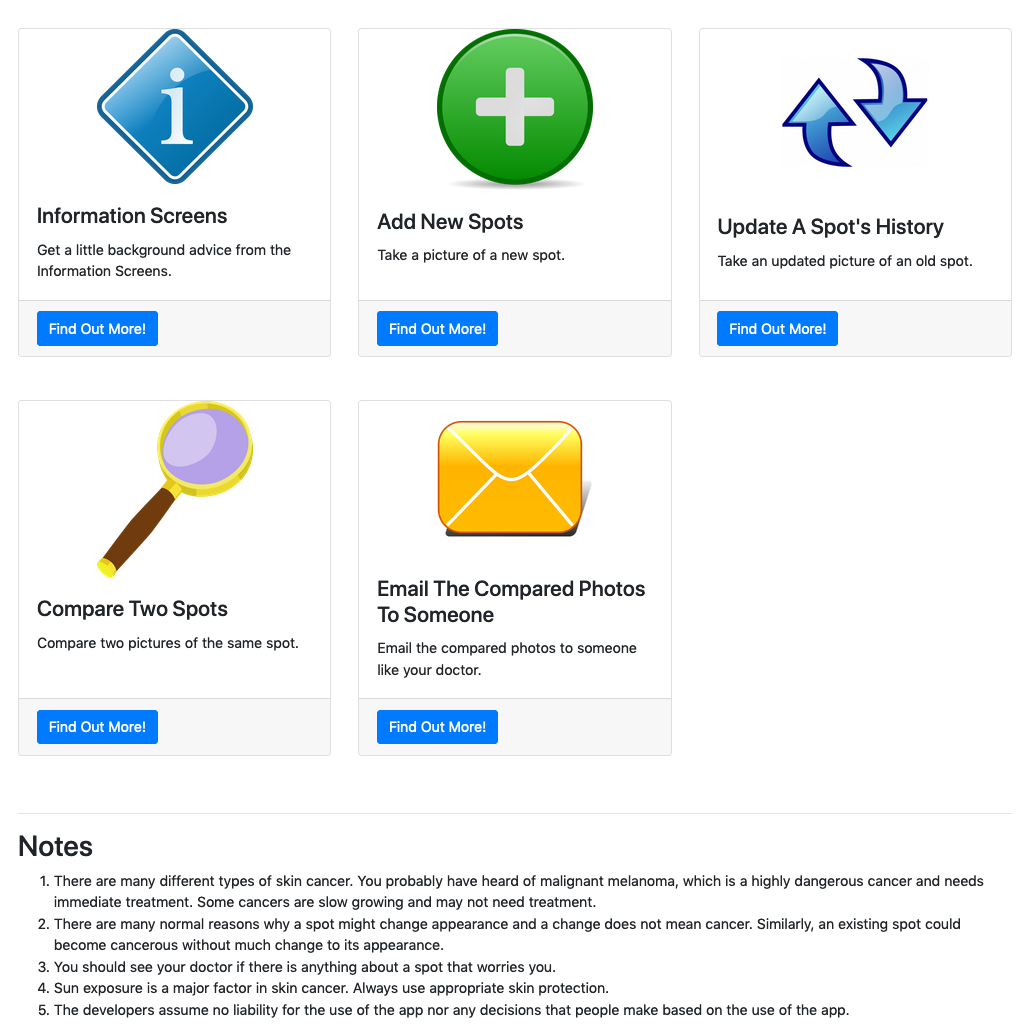 Information Screens
Get a little background advice from the
Information Screens.
Find Out More!
Add New Spots
Take a picture of a new spot.
Find Out More!
Update A Spot's History
Take an updated picture of an old spot.
Find Out More!
Compare Two Spots
Compare two pictures of the same spot.
Find Out More!
Email The Compared Photos
To Someone
Email the compared photos to someone
like your doctor.
Find Out More!
Notes
1. There are many different types of skin cancer. You probably have heard of malignant melanoma, which is a highly dangerous cancer and needs
immediate treatment. Some cancers are slow growing and may not need treatment.
2. There are many normal reasons why a spot might change appearance and a change does not mean cancer. Similarly, an existing spot could
become cancerous without much change to its appearance.
3. You should see your doctor if there is anything about a spot that worries you.
4. Sun exposure is a major factor in skin cancer. Always use appropriate skin protection.
5. The developers assume no liability for the use of the app nor any decisions that people make based on the use of the app.